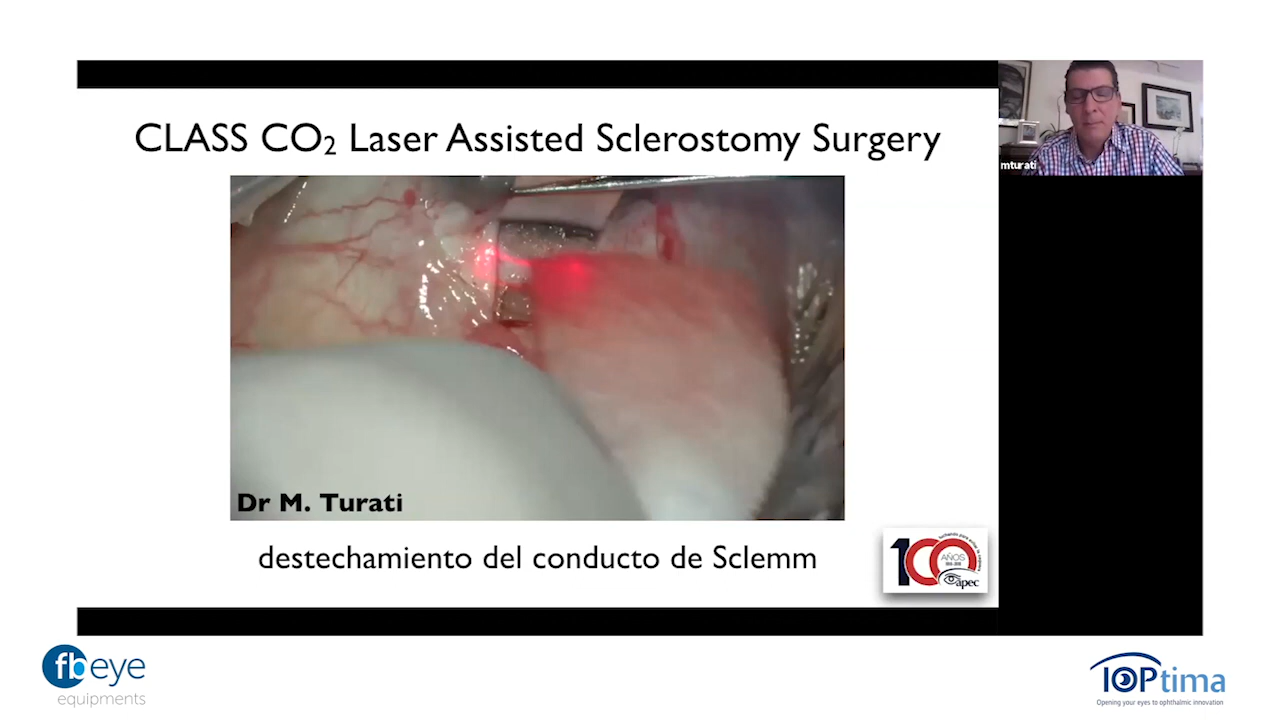 CLASS CO₂ Laser Assisted Sclerostomy Surgery
mturati
Dr M. Turati
destechamiento del conducto de Sclemm
100
AÑOS
apec
fbeye
equipments
IOPtima
Opening your eyes to ophthalmic innovation